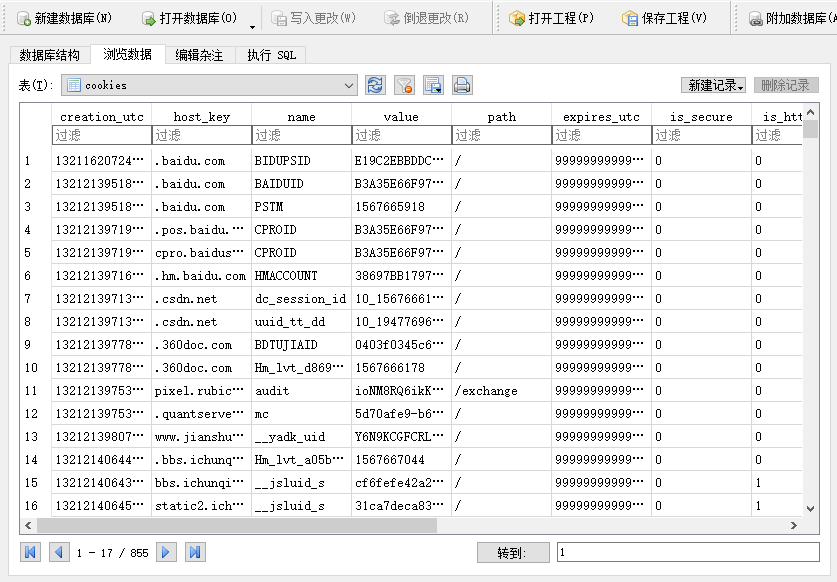 新建数据库(N) 打开数据库(O) 写入更改(W) 倒退更改(R) 打开工程(P) 保存工程(V) 附加数据库(A
数据库结构 浏览数据 编辑杂注 执行 SQL
表(T): cookies 新建记录 删除记录
creation_utc host_key name value path expires_utc is_secure is_htt
过滤 过滤 过滤 过滤 过滤 过滤 过滤 过滤
1 13211620724… .baidu.com BIDUPSID E19C2EBBDDC… / 99999999999… 0 0
2 13212139518… .baidu.com BAIDUID B3A35E66F97… / 99999999999… 0 0
3 13212139518… .baidu.com PSTM 1567665918 / 99999999999… 0 0
4 13212139719… .pos.baidu.… CPROID B3A35E66F97… / 99999999999… 0 0
5 13212139719… cpro.baidus… CPROID B3A35E66F97… / 99999999999… 0 0
6 13212139716… .hm.baidu.com HMACCOUNT 38697BB1797… / 99999999999… 0 0
7 13212139713… .csdn.net dc_session_id 10_15676661… / 99999999999… 0 0
8 13212139713… .csdn.net uuid_tt_dd 10_19477696… / 99999999999… 0 0
9 13212139778… .360doc.com BDTUJIAID 0403f0345c6… / 99999999999… 0 0
10 13212139778… .360doc.com Hm_lvt_d869… 1567666178 / 99999999999… 0 0
11 13212139753… pixel.rubic… audit ioNM8RQ6ikK… /exchange 99999999999… 0 0
12 13212139753… .quantserve… mc 5d70afe9-b6… / 99999999999… 0 0
13 13212139807… www.jianshu… __yadk_uid Y6N9KCGFCRL… / 99999999999… 0 0
14 13212140644… .bbs.ichunq… Hm_lvt_a05b… 1567667044 / 99999999999… 0 0
15 13212140643… bbs.ichunqi… __jsluid_s cf6fefe42a2… / 99999999999… 0 1
16 13212140645… static2.ich… __jsluid_s 31ca7deca83… / 99999999999… 0 1
1 - 17 / 855 转到: 1